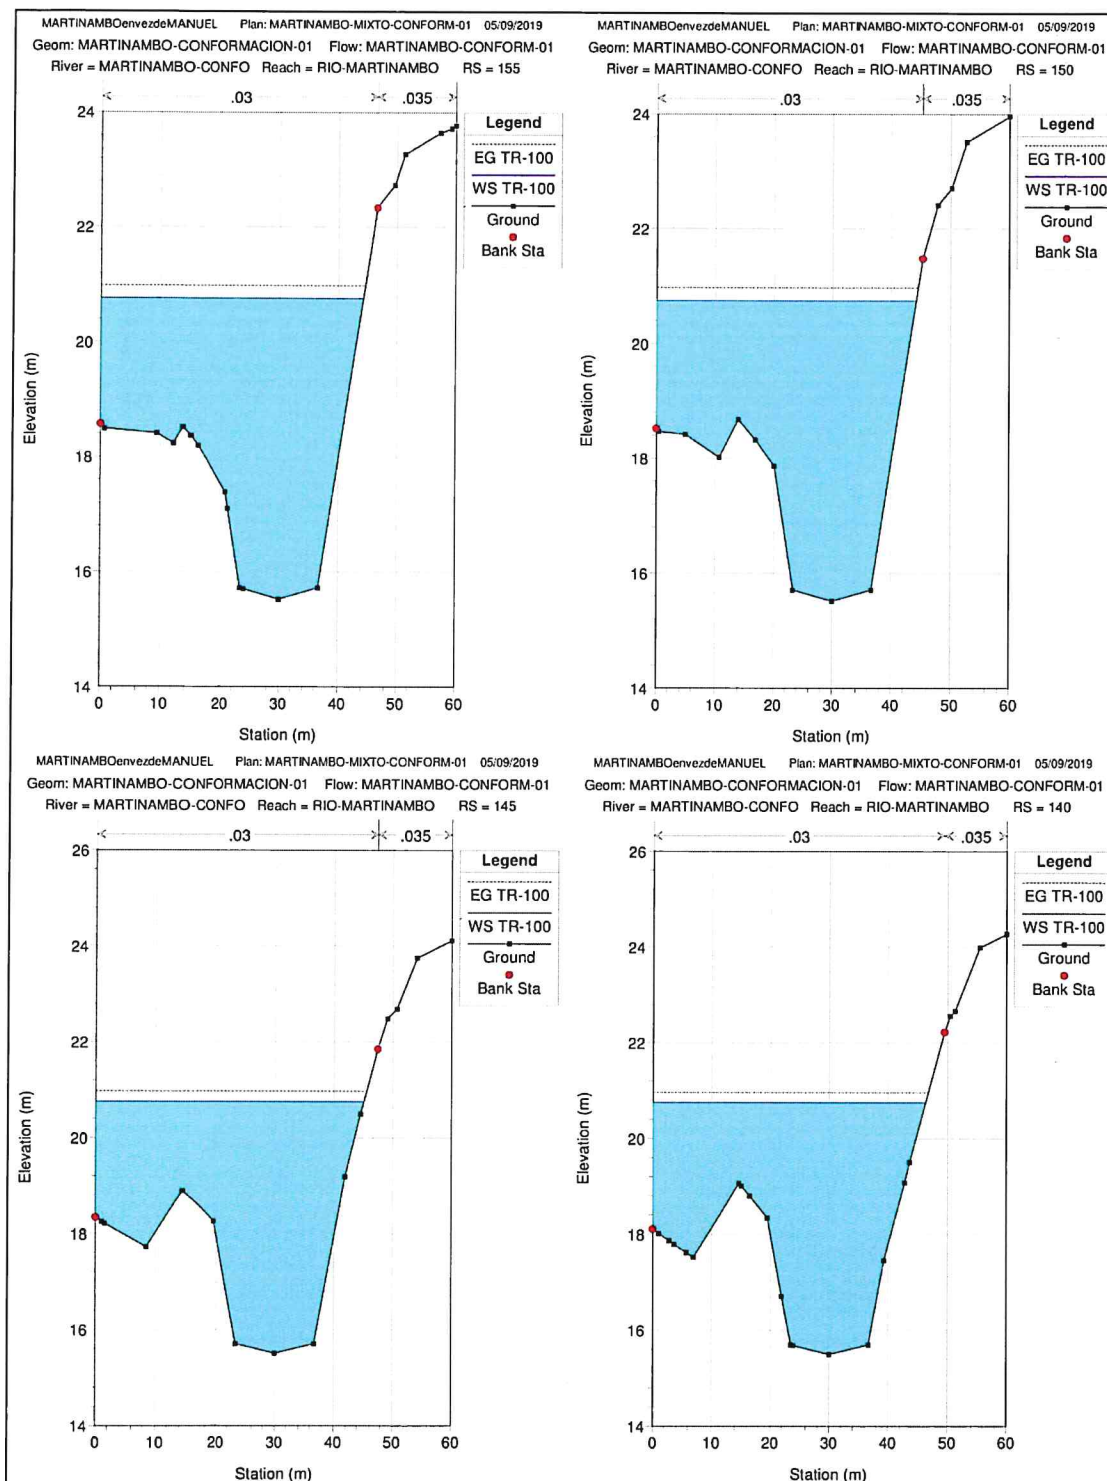 MARTINAMBOenvezdeMANUEL Plan: MARTINAMBO-MIXTO-CONFORM-01 05/09/2019
Geom: MARTINAMBO-CONFORMACION-01 Flow: MARTINAMBO-CONFORM-01
River = MARTINAMBO-CONFO Reach = RIO-MARTINAMBO RS = 155
.03 .035
24
22
20
18
16
14
Elevation (m)
0 10 20 30 40 50 60
Station (m)
Legend
EG TR-100
WS TR-100
Ground
Bank Sta
MARTINAMBOenvezdeMANUEL Plan: MARTINAMBO-MIXTO-CONFORM-01 05/09/2019
Geom: MARTINAMBO-CONFORMACION-01 Flow: MARTINAMBO-CONFORM-01
River = MARTINAMBO-CONFO Reach = RIO-MARTINAMBO RS = 150
.03 .035
24
22
20
18
16
14
Elevation (m)
0 10 20 30 40 50 60
Station (m)
Legend
EG TR-100
WS TR-100
Ground
Bank Sta
MARTINAMBOenvezdeMANUEL Plan: MARTINAMBO-MIXTO-CONFORM-01 05/09/2019
Geom: MARTINAMBO-CONFORMACION-01 Flow: MARTINAMBO-CONFORM-01
River = MARTINAMBO-CONFO Reach = RIO-MARTINAMBO RS = 145
.03 .035
26
24
22
20
18
16
14
Elevation (m)
0 10 20 30 40 50 60
Station (m)
Legend
EG TR-100
WS TR-100
Ground
Bank Sta
MARTINAMBOenvezdeMANUEL Plan: MARTINAMBO-MIXTO-CONFORM-01 05/09/2019
Geom: MARTINAMBO-CONFORMACION-01 Flow: MARTINAMBO-CONFORM-01
River = MARTINAMBO-CONFO Reach = RIO-MARTINAMBO RS = 140
.03 .035
26
24
22
20
18
16
14
Elevation (m)
0 10 20 30 40 50 60
Station (m)
Legend
EG TR-100
WS TR-100
Ground
Bank Sta